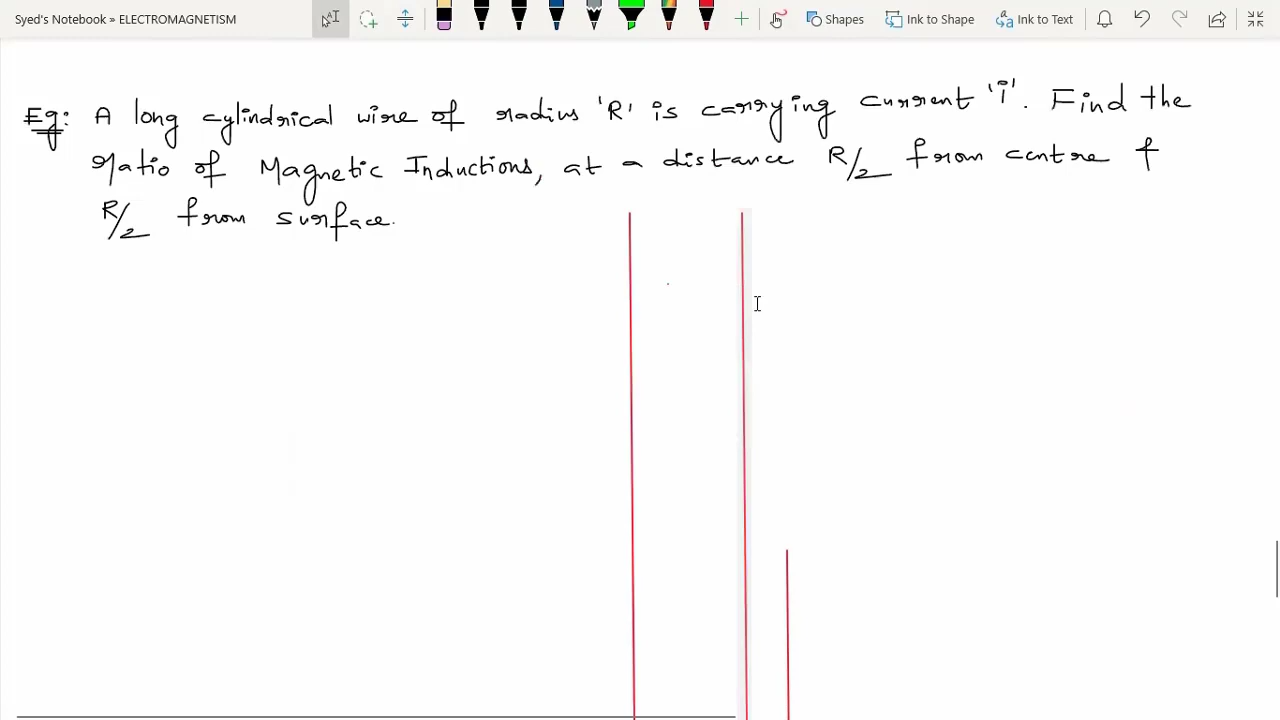 Syed's Notebook » ELECTROMAGNETISM
Shapes
Ink to Shape
Ink to Text
Eg: A long cylindrical wire of radius 'R' is carrying current 'i'. Find the
Ratio of Magnetic Inductions, at a distance R/2 from centre &
R/2 from surface.